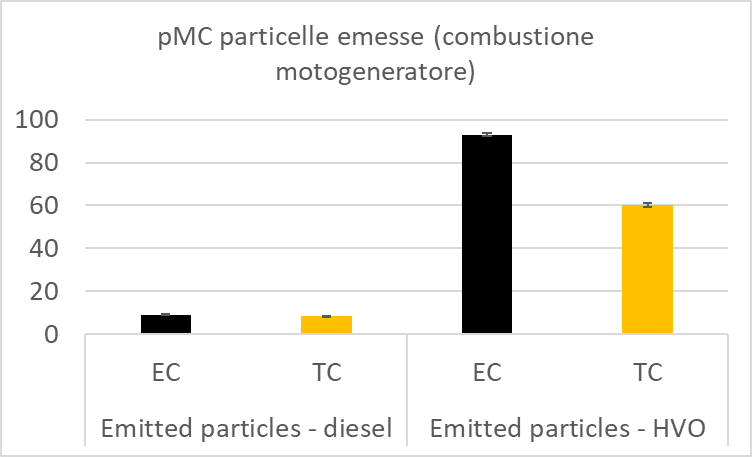 pMC particelle emesse (combustione
motogeneratore)
100
80
60
40
20
0
EC
TC
EC
TC
Emitted particles - diesel
Emitted particles - HVO